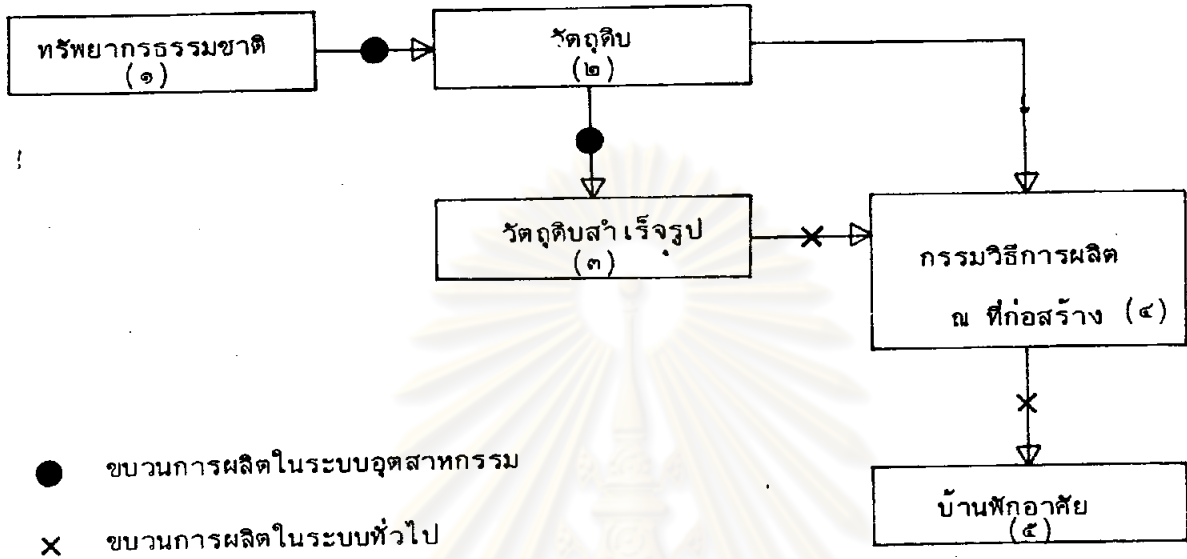 ทรัพยากรธรรมชาติ
(๑)
วัตถุดิบ
(๒)
วัตถุดิบสำเร็จรูป
(๓)
กรรมวิธีการผลิต
ณ ที่ก่อสร้าง (๔)
● ขบวนการผลิตในระบบอุตสาหกรรม
× ขบวนการผลิตในระบบทั่วไป
บ้านพักอาศัย
(๕)